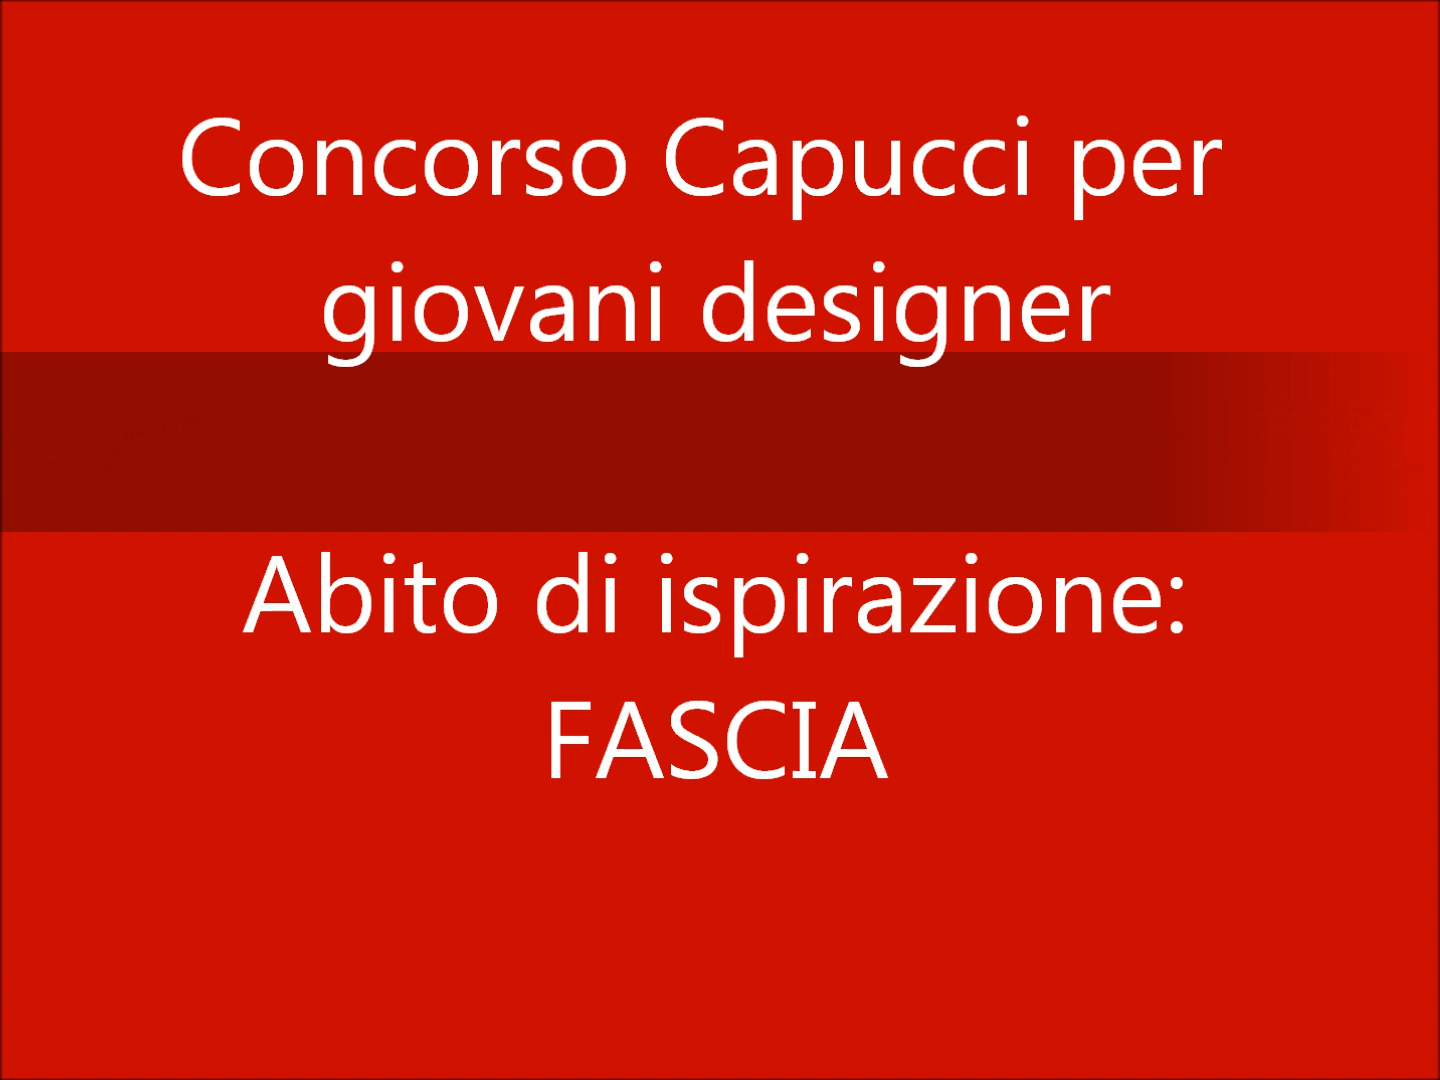 Concorso Capucci per
giovani designer
Abito di ispirazione:
FASCIA